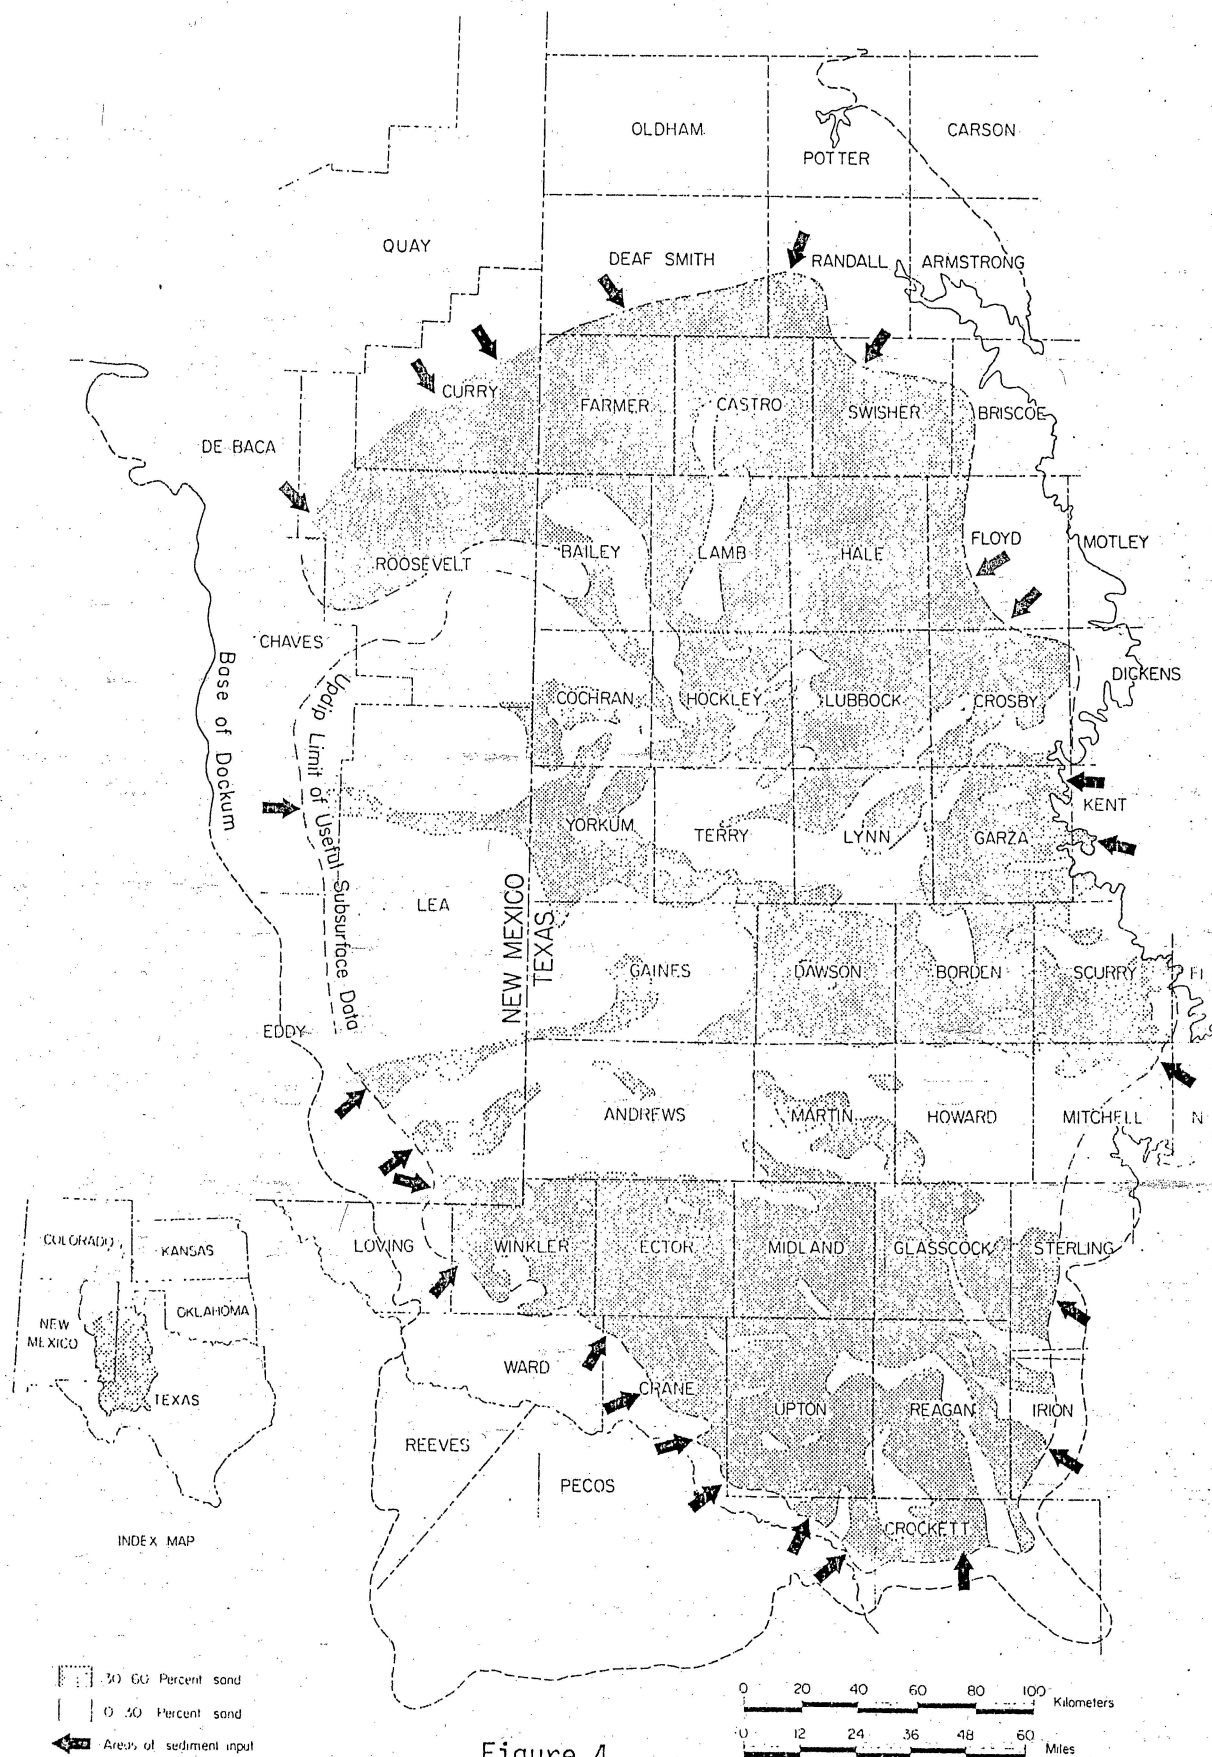 OLDHAM
POTTER
CARSON
QUAY
DEAF SMITH
RANDALL
ARMSTRONG
CURRY
FARMER
CASTRO
SWISHER
BRISCOE
DE BACA
ROOSEVELT
BAILEY
LAMB
HALE
FLOYD
MOTLEY
CHAVES
COCHRAN
HOCKLEY
LUBBOCK
CROSBY
DICKENS
Base of Dockum
Updip Limit of Useful Subsurface Data
YORKUM
TERRY
LYNN
GARZA
KENT
LEA
NEW MEXICO
TEXAS
GAINES
DAWSON
BORDEN
SCURRY
FI
EDDY
ANDREWS
MARTIN
HOWARD
MITCHELL
N
LOVING
WINKLER
ECTOR
MIDLAND
GLASSCOCK
STERLING
WARD
CRANE
UPTON
REAGAN
IRION
REEVES
PECOS
CROCKETT
COLORADO
KANSAS
NEW
MEXICO
OKLAHOMA
TEXAS
INDEX MAP
30 60 Percent sand
0 30 Percent sand
Areas of sediment input
0 20 40 60 80 100
Kilometers
0 12 24 36 48 60
Miles
Figure 4